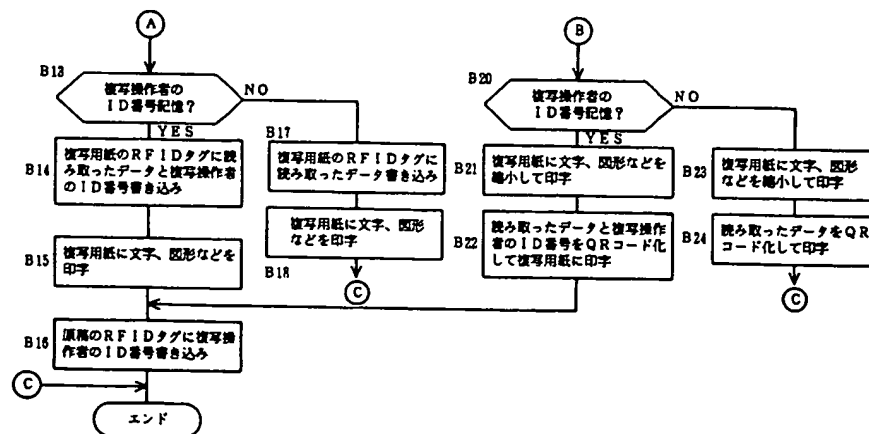 A
B13
複写操作者の
ID番号記憶?
NO
YES
B14
複写用紙のRFIDタグに読
み取ったデータと複写操作者
のID番号書き込み
B17
複写用紙のRFIDタグに
読み取ったデータ書き込み
B15
複写用紙に文字、図形などを
印字
複写用紙に文字、図形
などを印字
B18
C
B16
原稿のRFIDタグに複写操
作者のID番号書き込み
C
エンド
B
B20
複写操作者の
ID番号記憶?
NO
YES
B21
複写用紙に文字、図形などを
縮小して印字
B23
複写用紙に文字、図形
などを縮小して印字
B22
読み取ったデータと複写操作
者のID番号をQRコード化
して複写用紙に印字
B24
読み取ったデータをQR
コード化して印字
C